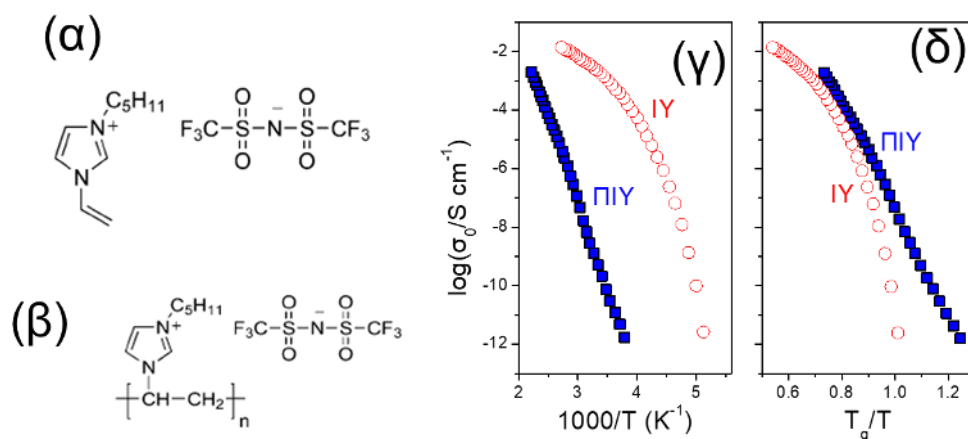 (α)
C₅H₁₁
N
+
N
O O
F₃C-S-N-S-CF₃
O O
−
(β)
C₅H₁₁
N
+
N
CH-CH₂
n
O O
F₃C-S-N-S-CF₃
O O
−
(γ)
ΙΥ
ΠΙΥ
log(σ₀/S cm⁻¹)
-2
-4
-6
-8
-10
-12
2 3 4 5
1000/T (K⁻¹)
(δ)
ΠΙΥ
ΙΥ
0.6 0.8 1.0 1.2
T_g/T